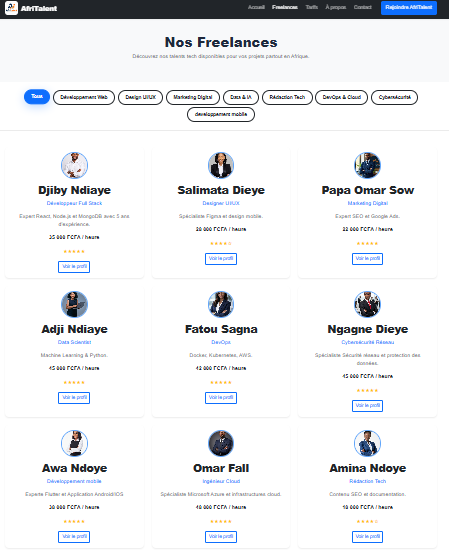 AfriTalent
Accueil Freelances Tarifs À propos Contact Rejoindre AfriTalent
Nos Freelances
Découvrez nos talents tech disponibles pour vos projets partout en Afrique.
Tous Développement Web Design UI/UX Marketing Digital Data & IA Rédaction Tech DevOps & Cloud Cybersécurité
developpement mobile
Djiby Ndiaye
Développeur Full Stack
Expert React, Node.js et MongoDB avec 5 ans
d'expérience.
35 000 FCFA / heure
★★★★★
Voir le profil
Salimata Dieye
Designer UI/UX
Spécialiste Figma et design mobile.
28 000 FCFA / heure
Voir le profil
Papa Omar Sow
Marketing Digital
Expert SEO et Google Ads.
FCFA / heure
★★★★★
Voir le profil
Adji Ndiaye
Data Scientist
Machine Learning & Python.
45 000 FCFA / heure
★★★★★
Voir le profil
Fatou Sagna
DevOps
Docker, Kubernetes, AWS.
42 000 FCFA / heure
★★★★★
Voir le profil
Ngagne Dieye
Cybersécurité Réseau
Spécialiste Sécurité réseau et protection des
données.
45 000 FCFA / heure
★★★★★
Voir le profil
Awa Ndoye
Développement mobile
Experte Flutter et Application Android/iOS
38 000 FCFA / heure
★★★★★
Voir le profil
Omar Fall
Ingénieur Cloud
Spécialiste Microsoft Azure et infrastructures cloud.
48 000 FCFA / heure
★★★★★
Voir le profil
Amina Ndoye
Rédaction Tech
Contenu SEO et documentation.
18 000 FCFA / heure
Voir le profil